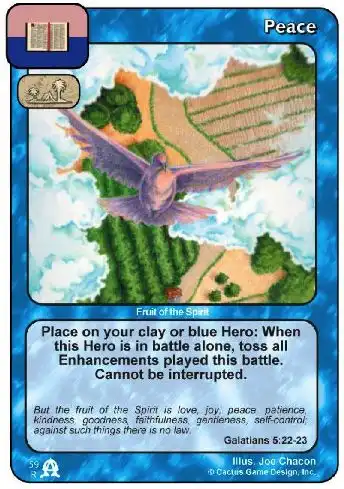 Peace
Fruit of the Spirit
Place on your clay or blue Hero: When
this Hero is in battle alone, toss all
Enhancements played this battle.
Cannot be interrupted.
But the fruit of the Spirit is love, joy, peace, patience,
kindness, goodness, faithfulness, gentleness, self-control;
against such things there is no law.
Galatians 5:22-23
59
R
Illus. Joe Chacon
© Cactus Game Design, Inc.